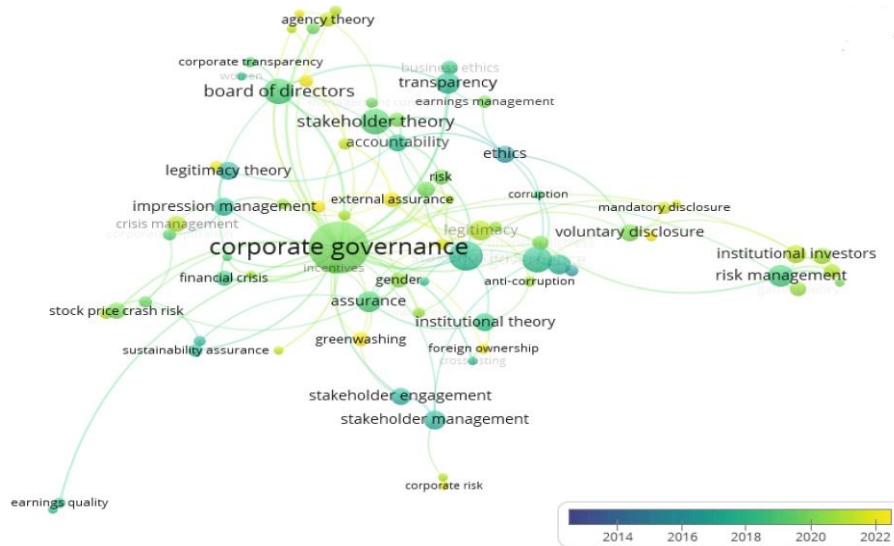 agency theory
corporate transparency
women
business ethics
transparency
board of directors
earnings management
stakeholder theory
accountability
ethics
legitimacy theory
risk
corruption
external assurance
impression management
mandatory disclosure
crisis management
legitimacy
voluntary disclosure
corporate governance
institutional investors
incentives
risk management
financial crisis
gender
anti-corruption
assurance
stock price crash risk
institutional theory
greenwashing
foreign ownership
sustainability assurance
cross-listing
stakeholder engagement
stakeholder management
corporate risk
earnings quality
2014 2016 2018 2020 2022